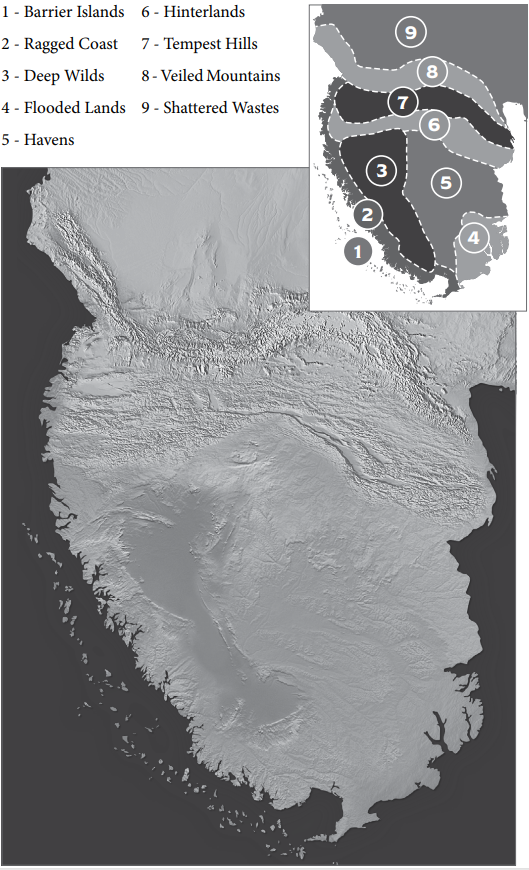 1 - Barrier Islands
2 - Ragged Coast
3 - Deep Wilds
4 - Flooded Lands
5 - Havens
6 - Hinterlands
7 - Tempest Hills
8 - Veiled Mountains
9 - Shattered Wastes
9
8
7
6
3
5
2
4
1